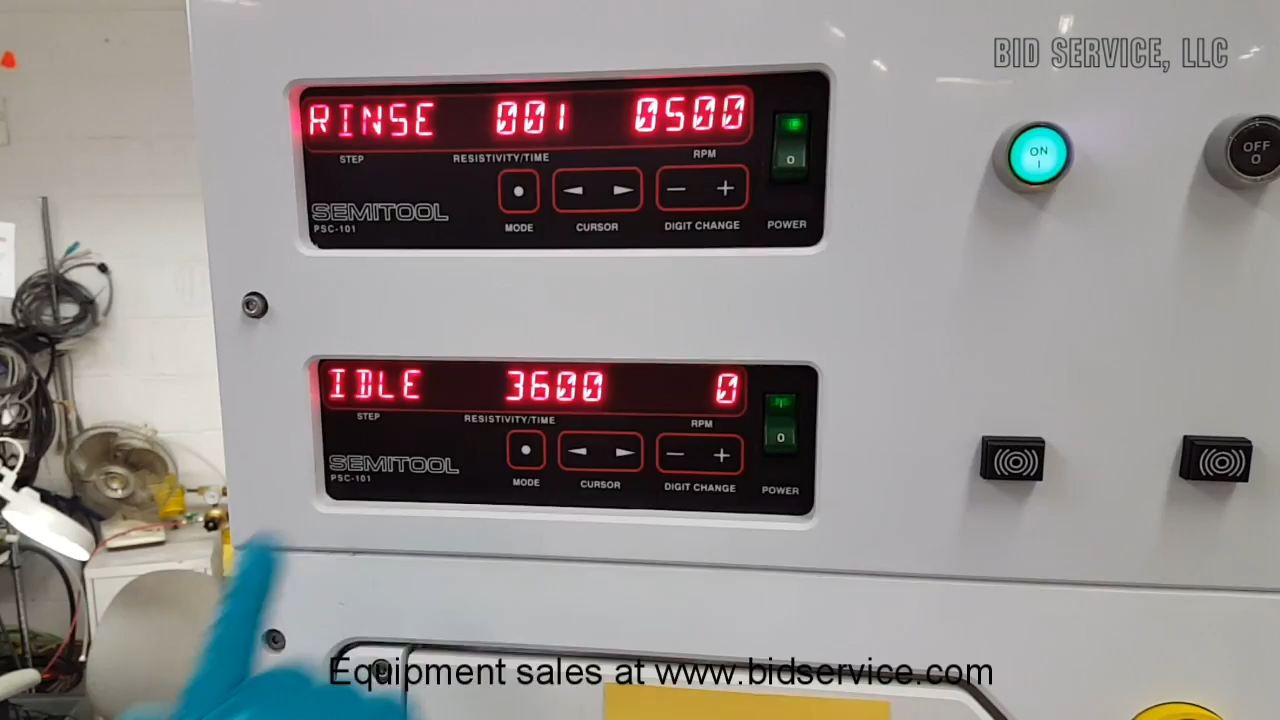 BID SERVICE, LLC
RINSE 001 0500
STEP RESISTIVITY/TIME RPM
SEMITOOL
PSC-101
MODE CURSOR DIGIT CHANGE POWER
O
ON
I
OFF
O
IDLE 3600 0
STEP RESISTIVITY/TIME RPM
SEMITOOL
PSC-101
MODE CURSOR DIGIT CHANGE POWER
O
Equipment sales at www.bidservice.com